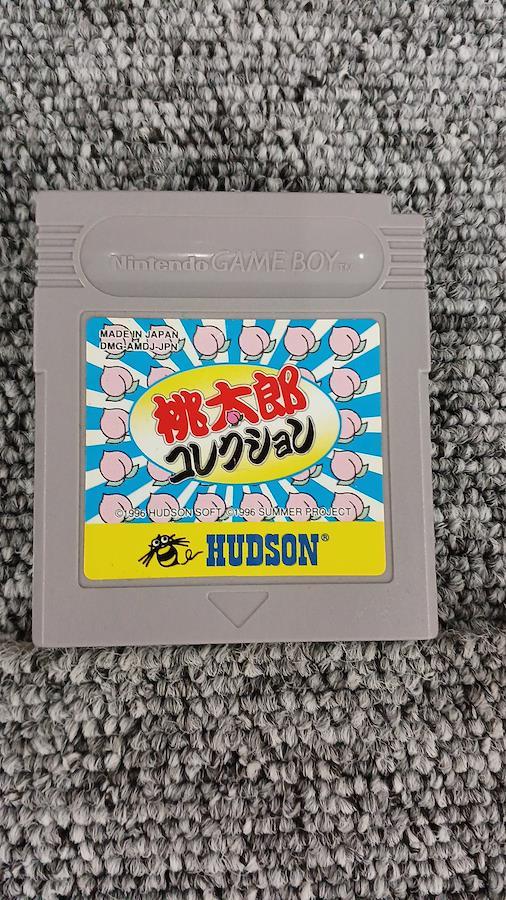 Nintendo GAME BOY TM
MADE IN JAPAN
DMG-AMDJ-JPN
桃太郎
コレクション
©1996 HUDSON SOFT ©1996 SUMMER PROJECT
HUDSON®